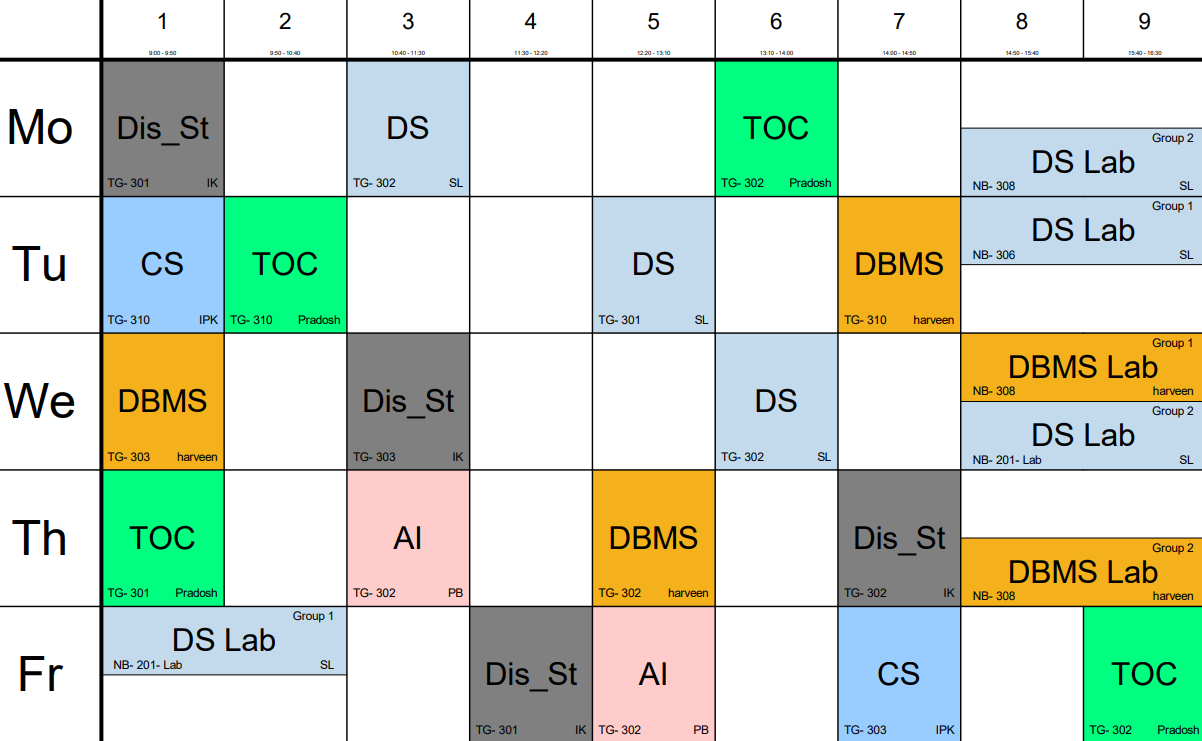 1 2 3 4 5 6 7 8 9
9:00 - 9:50 9:50 - 10:40 10:40 - 11:30 11:30 - 12:20 12:20 - 13:10 13:10 - 14:00 14:00 - 14:50 14:50 - 15:40 15:40 - 16:30
Mo
Dis_St
TG- 301 IK
DS
TG- 302 SL
TOC
TG- 302 Pradosh
Group 2
DS Lab
NB- 308 SL
Tu
CS
TG- 310 IPK
TOC
TG- 310 Pradosh
DS
TG- 301 SL
DBMS
TG- 310 harveen
Group 1
DS Lab
NB- 306 SL
We
DBMS
TG- 303 harveen
Dis_St
TG- 303 IK
DS
TG- 302 SL
Group 1
DBMS Lab
NB- 308 harveen
Group 2
DS Lab
NB- 201- Lab SL
Th
TOC
TG- 301 Pradosh
AI
TG- 302 PB
DBMS
TG- 302 harveen
Dis_St
TG- 302 IK
Group 2
DBMS Lab
NB- 308 harveen
Fr
Group 1
DS Lab
NB- 201- Lab SL
Dis_St
TG- 301 IK
AI
TG- 302 PB
CS
TG- 303 IPK
TOC
TG- 302 Pradosh